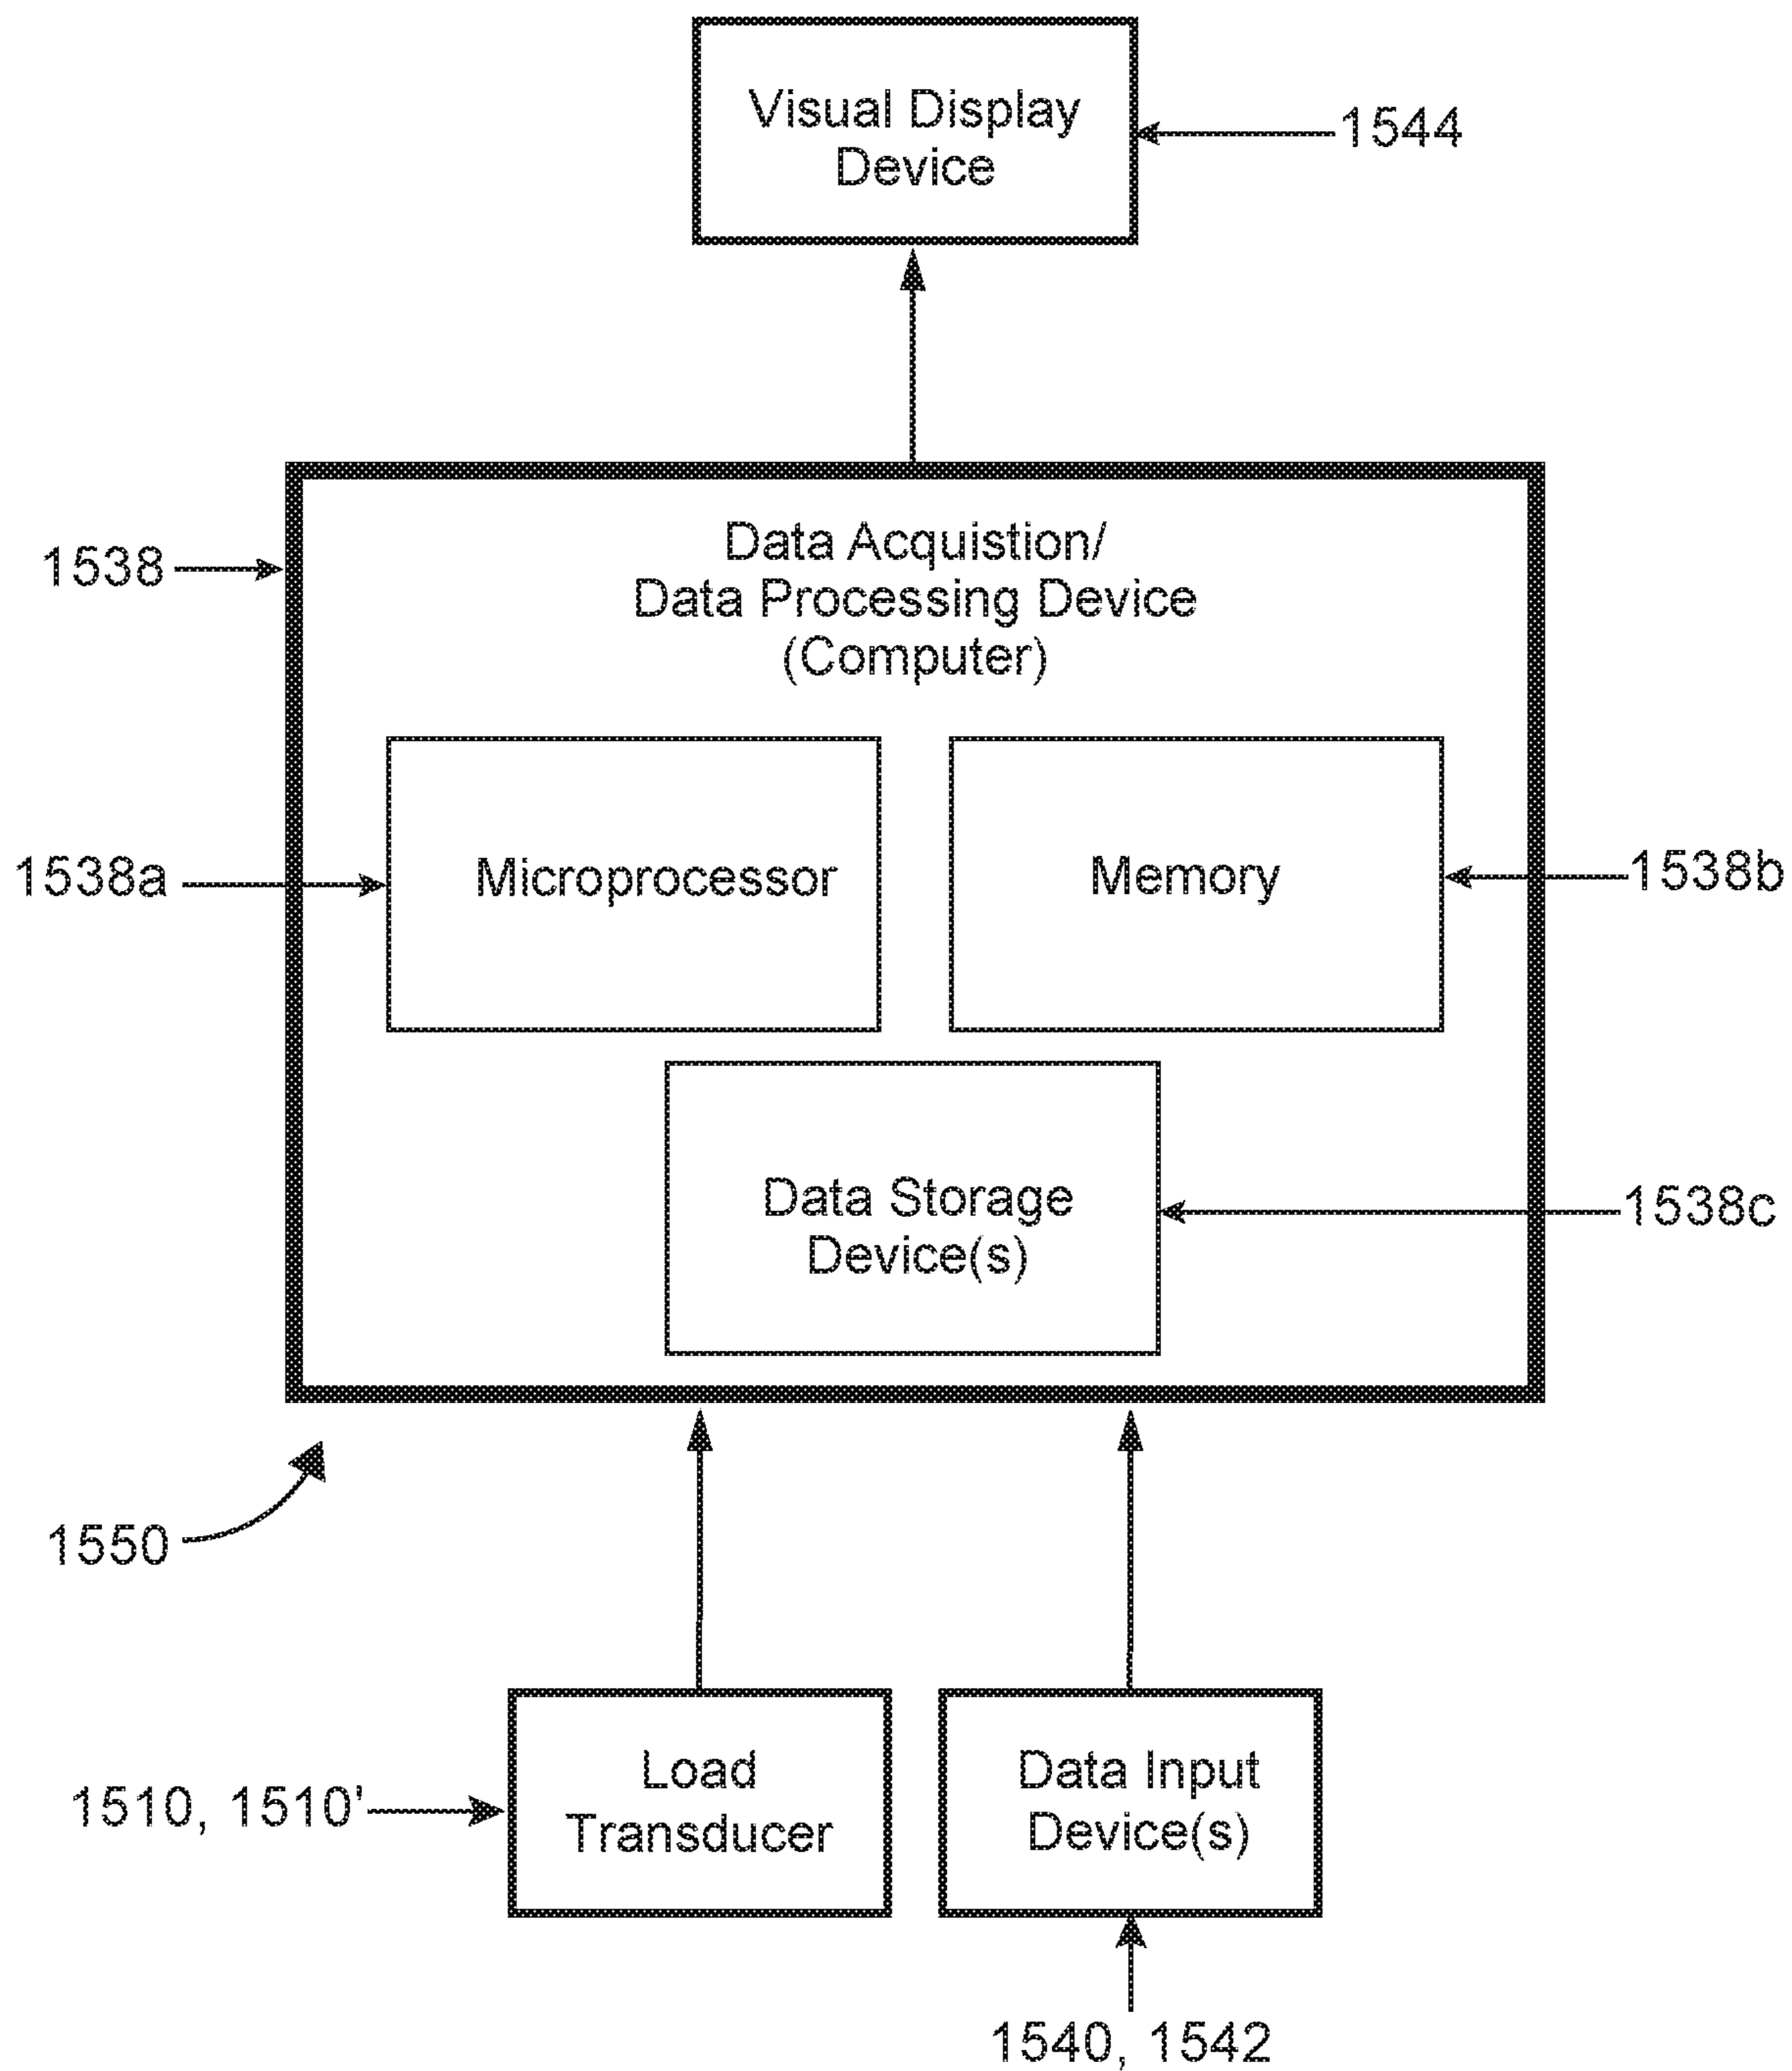 Visual Display
Device
1544
1538
Data Acquistion/
Data Processing Device
(Computer)
1538a
Microprocessor
Memory
1538b
Data Storage
Device(s)
1538c
1550
1510, 1510'
Load
Transducer
Data Input
Device(s)
1540, 1542